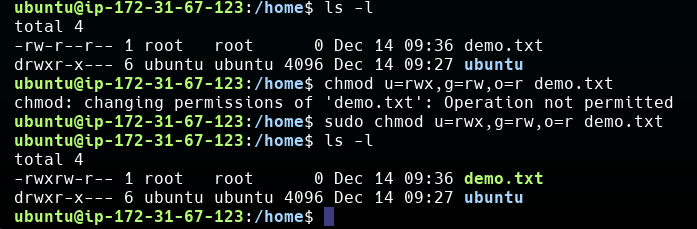 ubuntu@ip-172-31-67-123:/home$ ls -l
total 4
-rw-r--r-- 1 root   root      0 Dec 14 09:36 demo.txt
drwxr-x--- 6 ubuntu ubuntu 4096 Dec 14 09:27 ubuntu
ubuntu@ip-172-31-67-123:/home$ chmod u=rwx,g=rw,o=r demo.txt
chmod: changing permissions of 'demo.txt': Operation not permitted
ubuntu@ip-172-31-67-123:/home$ sudo chmod u=rwx,g=rw,o=r demo.txt
ubuntu@ip-172-31-67-123:/home$ ls -l
total 4
-rwxrw-r-- 1 root   root      0 Dec 14 09:36 demo.txt
drwxr-x--- 6 ubuntu ubuntu 4096 Dec 14 09:27 ubuntu
ubuntu@ip-172-31-67-123:/home$